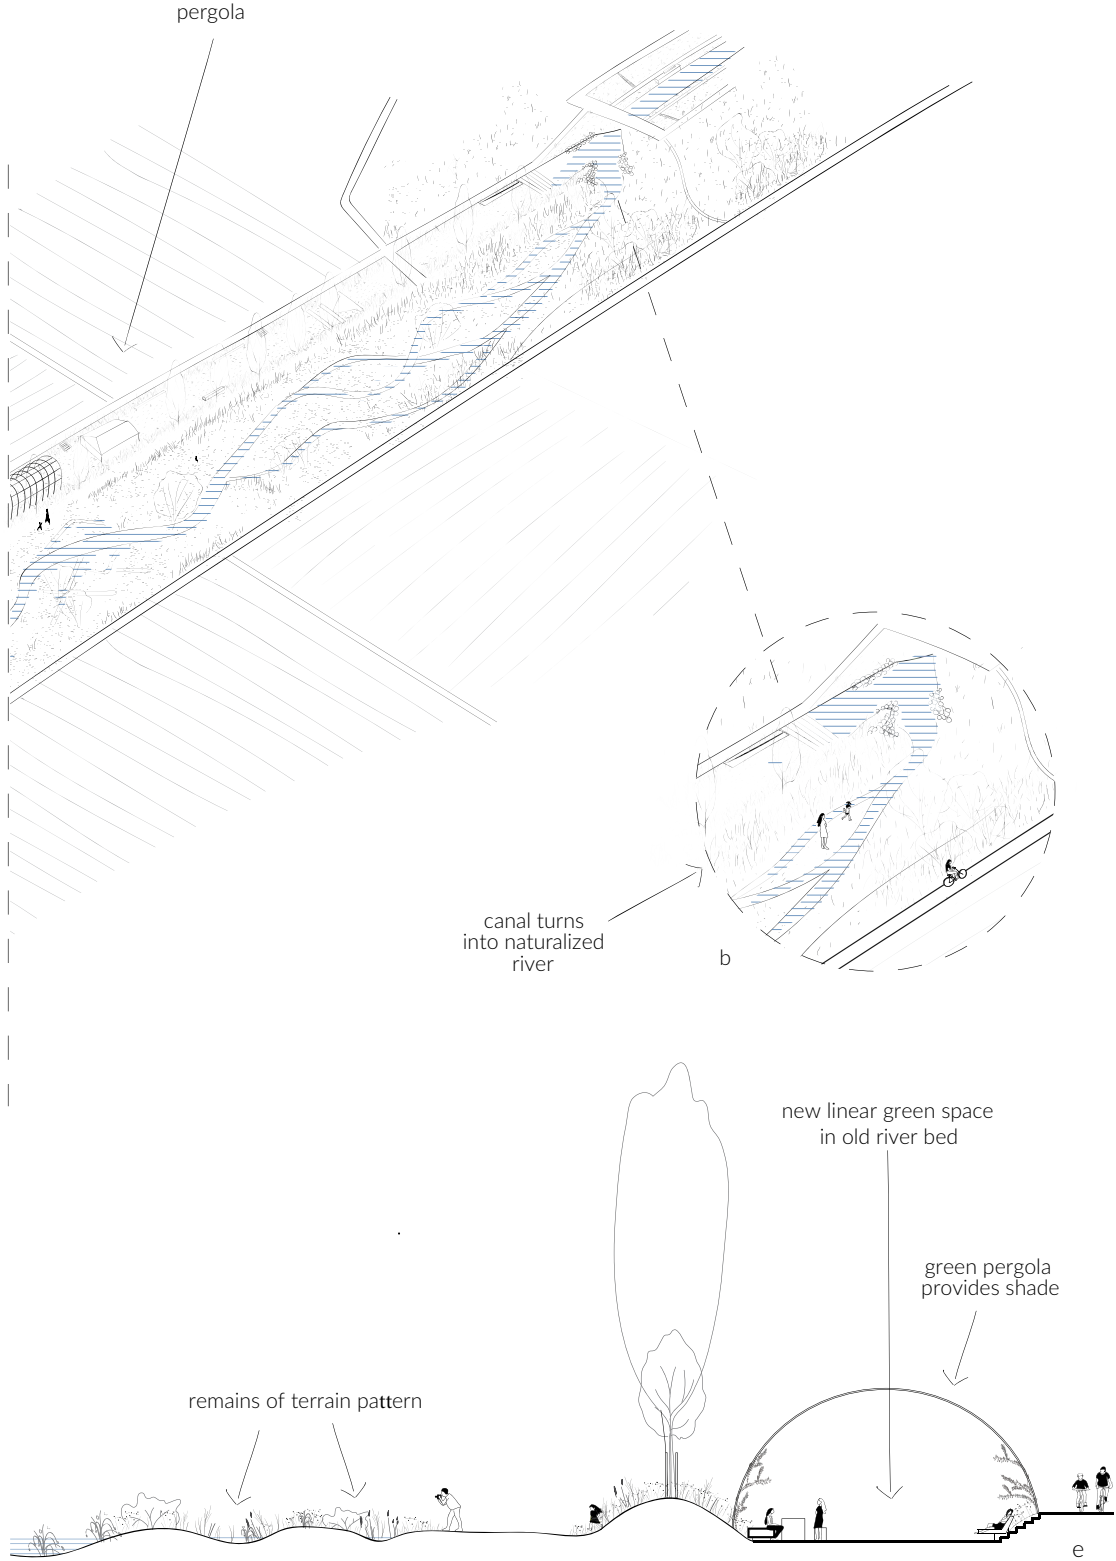 pergola
canal turns
into naturalized
river
b
new linear green space
in old river bed
green pergola
provides shade
remains of terrain pattern
e